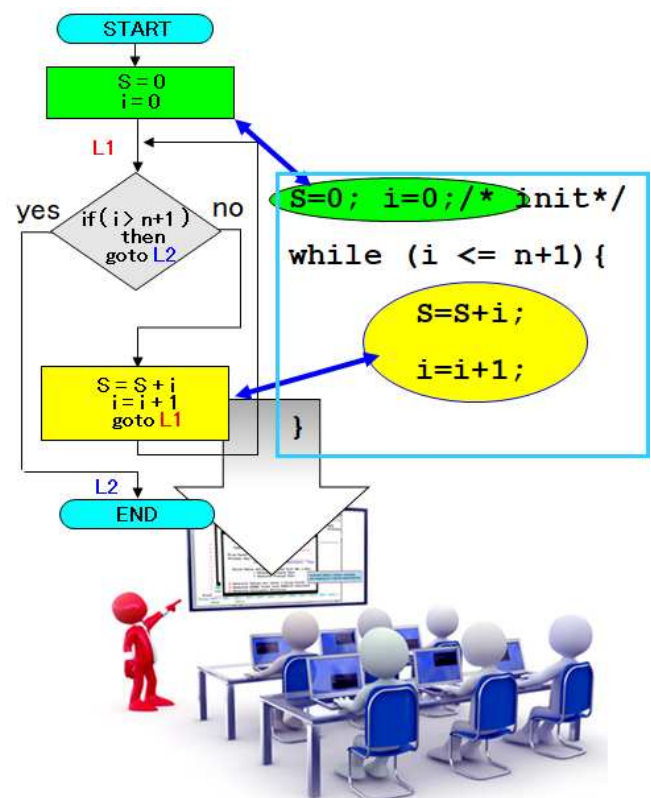 START
S=0
i=0
L1
yes
if( i > n+1 )
then
goto L2
no
S = S + i
i = i + 1
goto L1
L2
END
S=0; i=0;/* init*/
while (i <= n+1){
S=S+i;
i=i+1;
}